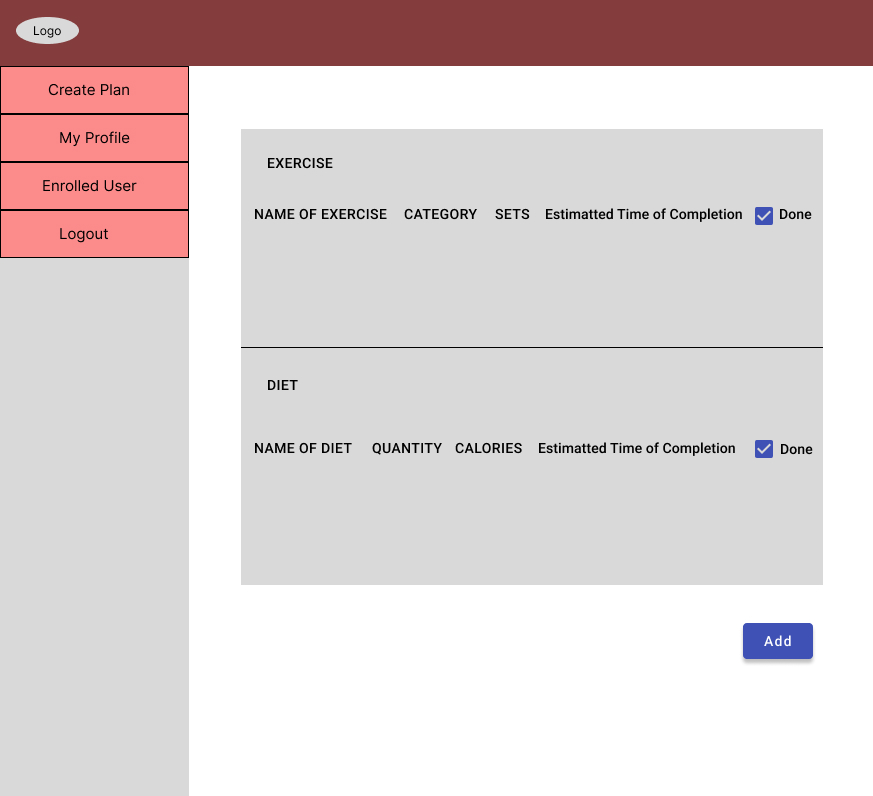 Logo
Create Plan
My Profile
Enrolled User
Logout
EXERCISE
NAME OF EXERCISE CATEGORY SETS Estimatted Time of Completion Done
DIET
NAME OF DIET QUANTITY CALORIES Estimatted Time of Completion Done
Add